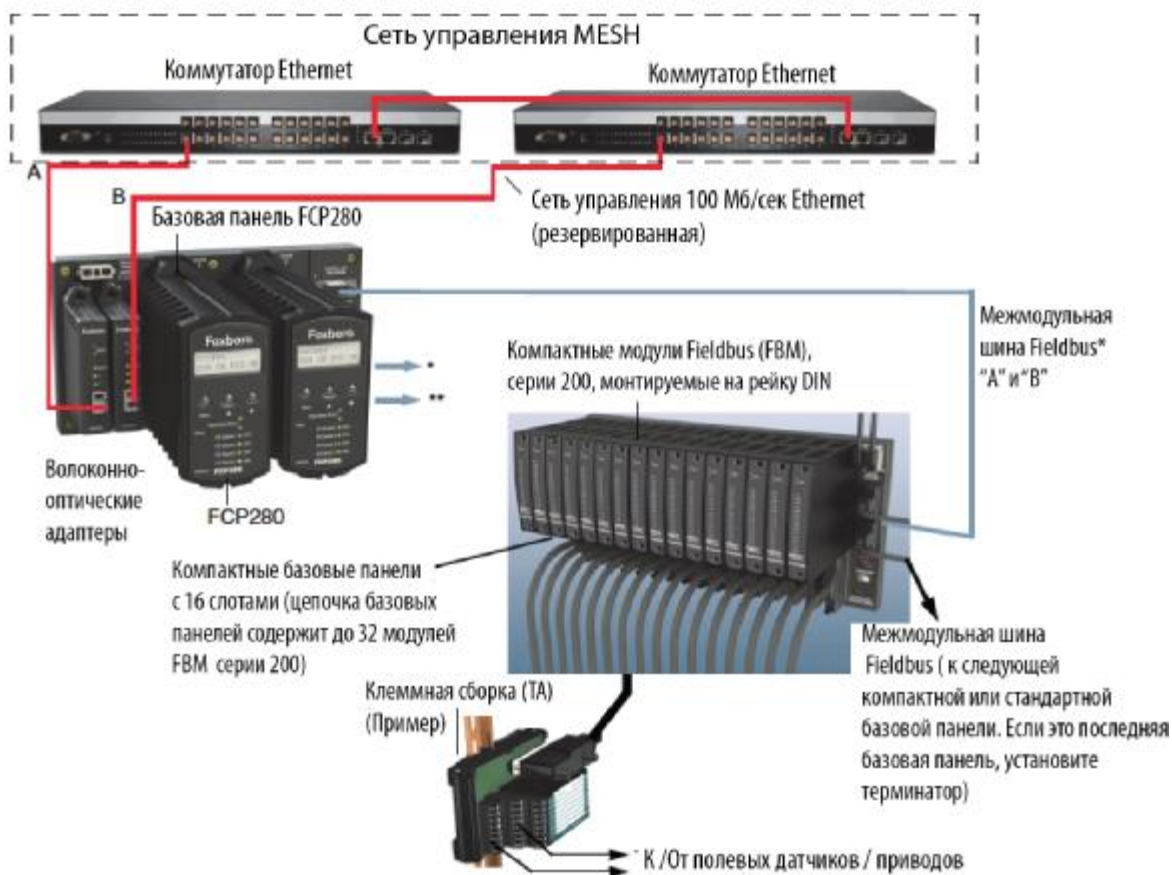 Сеть управления MESH
Коммутатор Ethernet
Коммутатор Ethernet
A
B
Сеть управления 100 Мб/сек Ethernet
(резервированная)
Базовая панель FCP280
Foxboro
Foxboro
Межмодульная
шина Fieldbus*
“A” и “B”
Компактные модули Fieldbus (FBM),
серии 200, монтируемые на рейку DIN
*
**
Волоконно-
оптические
адаптеры
FCP280
Компактные базовые панели
с 16 слотами (цепочка базовых
панелей содержит до 32 модулей
FBM серии 200)
Межмодульная шина
Fieldbus ( к следующей
компактной или стандартной
базовой панели. Если это последняя
базовая панель, установите
терминатор)
Клеммная сборка (TA)
(Пример)
К /От полевых датчиков / приводов